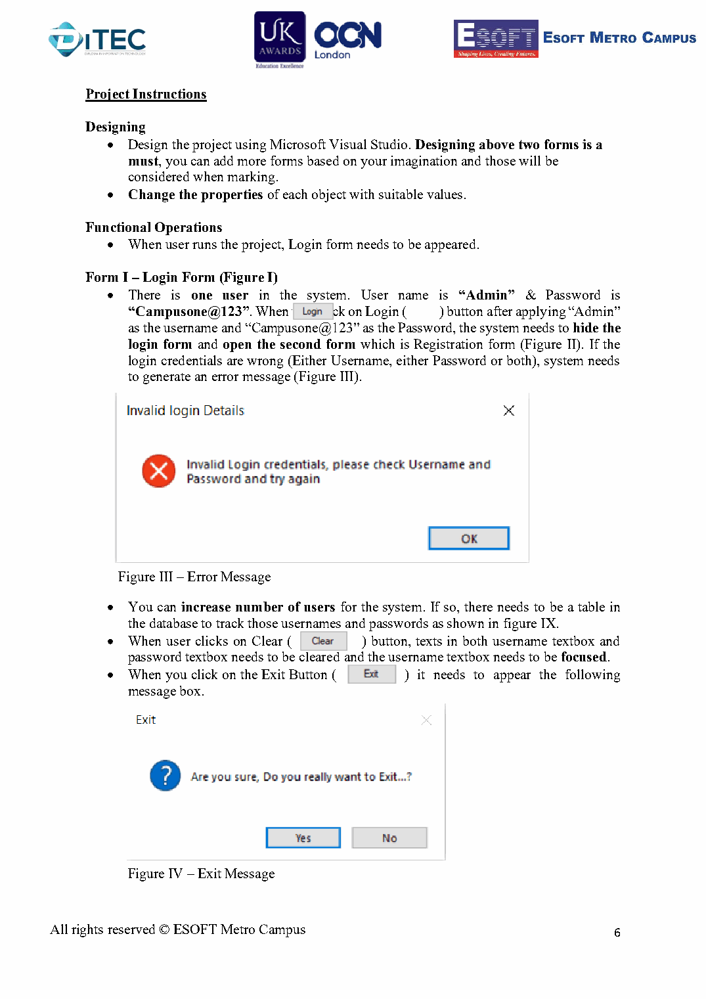 DiTEC
DIPLOMA IN INFORMATION TECHNOLOGY
UK
AWARDS
Education Excellence
OCN
London
ESOFT
Shaping Lives, Creating Futures.
ESOFT METRO CAMPUS
Project Instructions
Designing
• Design the project using Microsoft Visual Studio. Designing above two forms is a
must, you can add more forms based on your imagination and those will be
considered when marking.
• Change the properties of each object with suitable values.
Functional Operations
• When user runs the project, Login form needs to be appeared.
Form I – Login Form (Figure I)
• There is one user in the system. User name is “Admin” & Password is
“Campusone@123”. When Login ck on Login ( ) button after applying “Admin”
as the username and “Campusone@123” as the Password, the system needs to hide the
login form and open the second form which is Registration form (Figure II). If the
login credentials are wrong (Either Username, either Password or both), system needs
to generate an error message (Figure III).
Invalid login Details
Invalid Login credentials, please check Username and
Password and try again
OK
Figure III – Error Message
• You can increase number of users for the system. If so, there needs to be a table in
the database to track those usernames and passwords as shown in figure IX.
• When user clicks on Clear ( Clear ) button, texts in both username textbox and
password textbox needs to be cleared and the username textbox needs to be focused.
• When you click on the Exit Button ( Exit ) it needs to appear the following
message box.
Exit
Are you sure, Do you really want to Exit...?
Yes No
Figure IV – Exit Message
All rights reserved © ESOFT Metro Campus 6